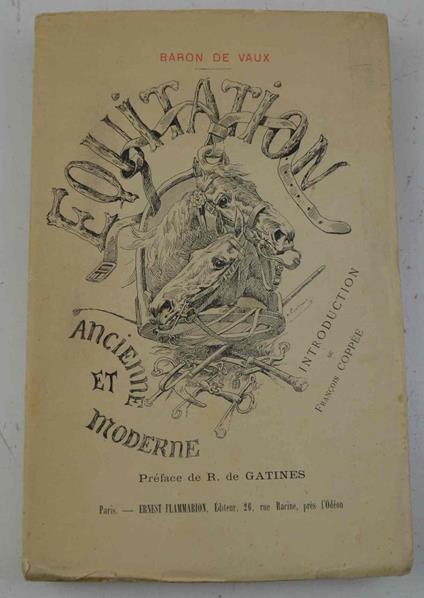 BARON DE VAUX
EQUITATION
ANCIENNE
ET
MODERNE
INTRODUCTION
DE
FRANÇOIS COPPÉE
Préface de R. de GATINES
Paris. — ERNEST FLAMMARION, Éditeur, 26, rue Racine, près l'Odéon